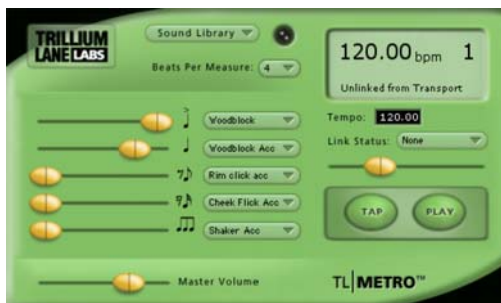 TRILLIUM
LANE LABS
Sound Library
Beats Per Measure: 4
120.00 bpm 1
Unlinked from Transport
Tempo: 120.00
Link Status: None
Woodblock
Woodblock Acc
Rim click acc
Cheek Flick Acc
Shaker Acc
TAP
PLAY
Master Volume
TL|METRO™